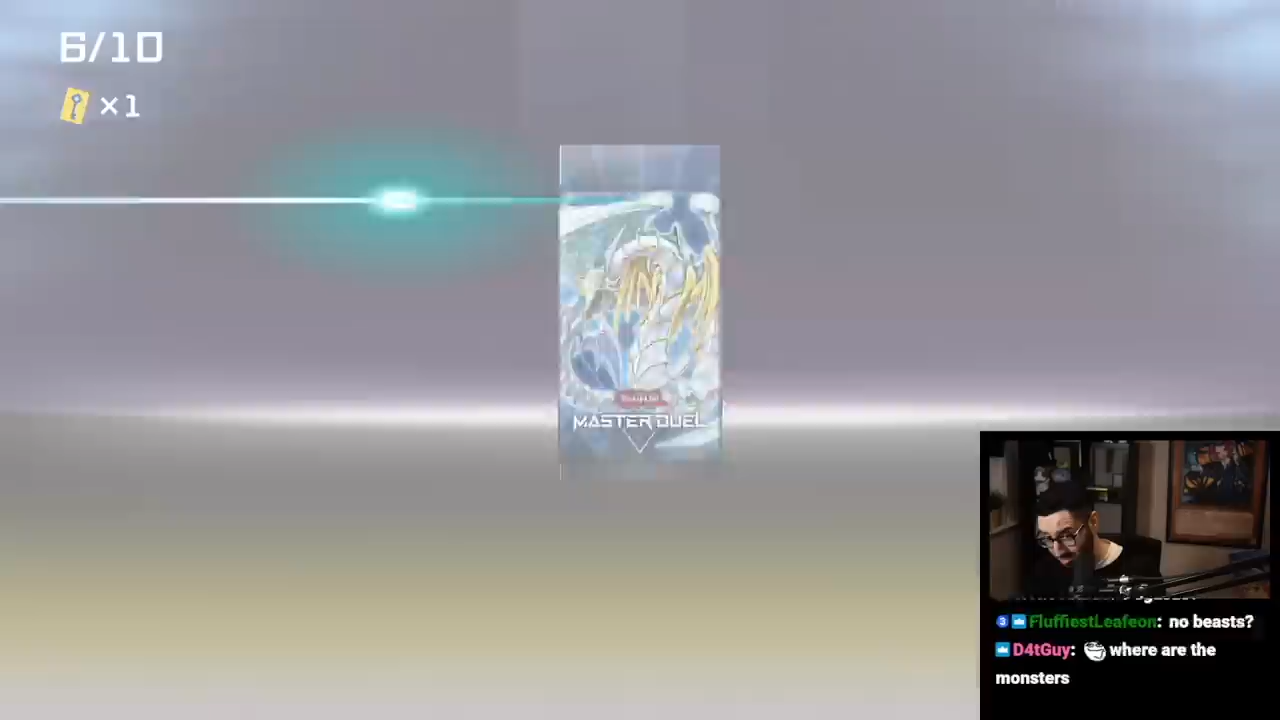 6/10
×1
MASTER DUEL
FluffiestLeafeon: no beasts?
D4tGuy: where are the
monsters